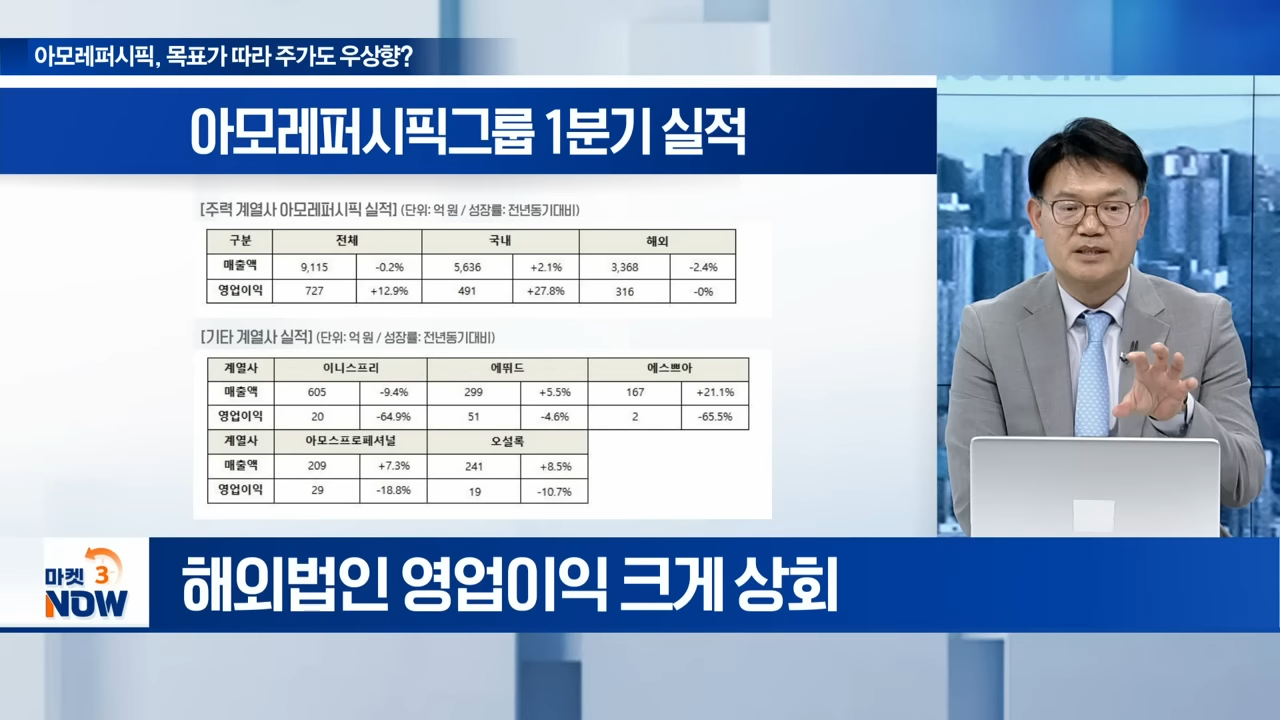 아모레퍼시픽, 목표가 따라 주가도 우상향?
아모레퍼시픽그룹 1분기 실적
[주력 계열사 아모레퍼시픽 실적] (단위: 억 원 / 성장률: 전년동기대비)
구분 전체 국내 해외
매출액 9,115 -0.2% 5,636 +2.1% 3,368 -2.4%
영업이익 727 +12.9% 491 +27.8% 316 -0%
[기타 계열사 실적] (단위: 억 원 / 성장률: 전년동기대비)
계열사 이니스프리 에뛰드 에스쁘아
매출액 605 -9.4% 299 +5.5% 167 +21.1%
영업이익 20 -64.9% 51 -4.6% 2 -65.5%
계열사 아모스프로페셔널 오설록
매출액 209 +7.3% 241 +8.5%
영업이익 29 -18.8% 19 -10.7%
마켓 3
NOW
해외법인 영업이익 크게 상회